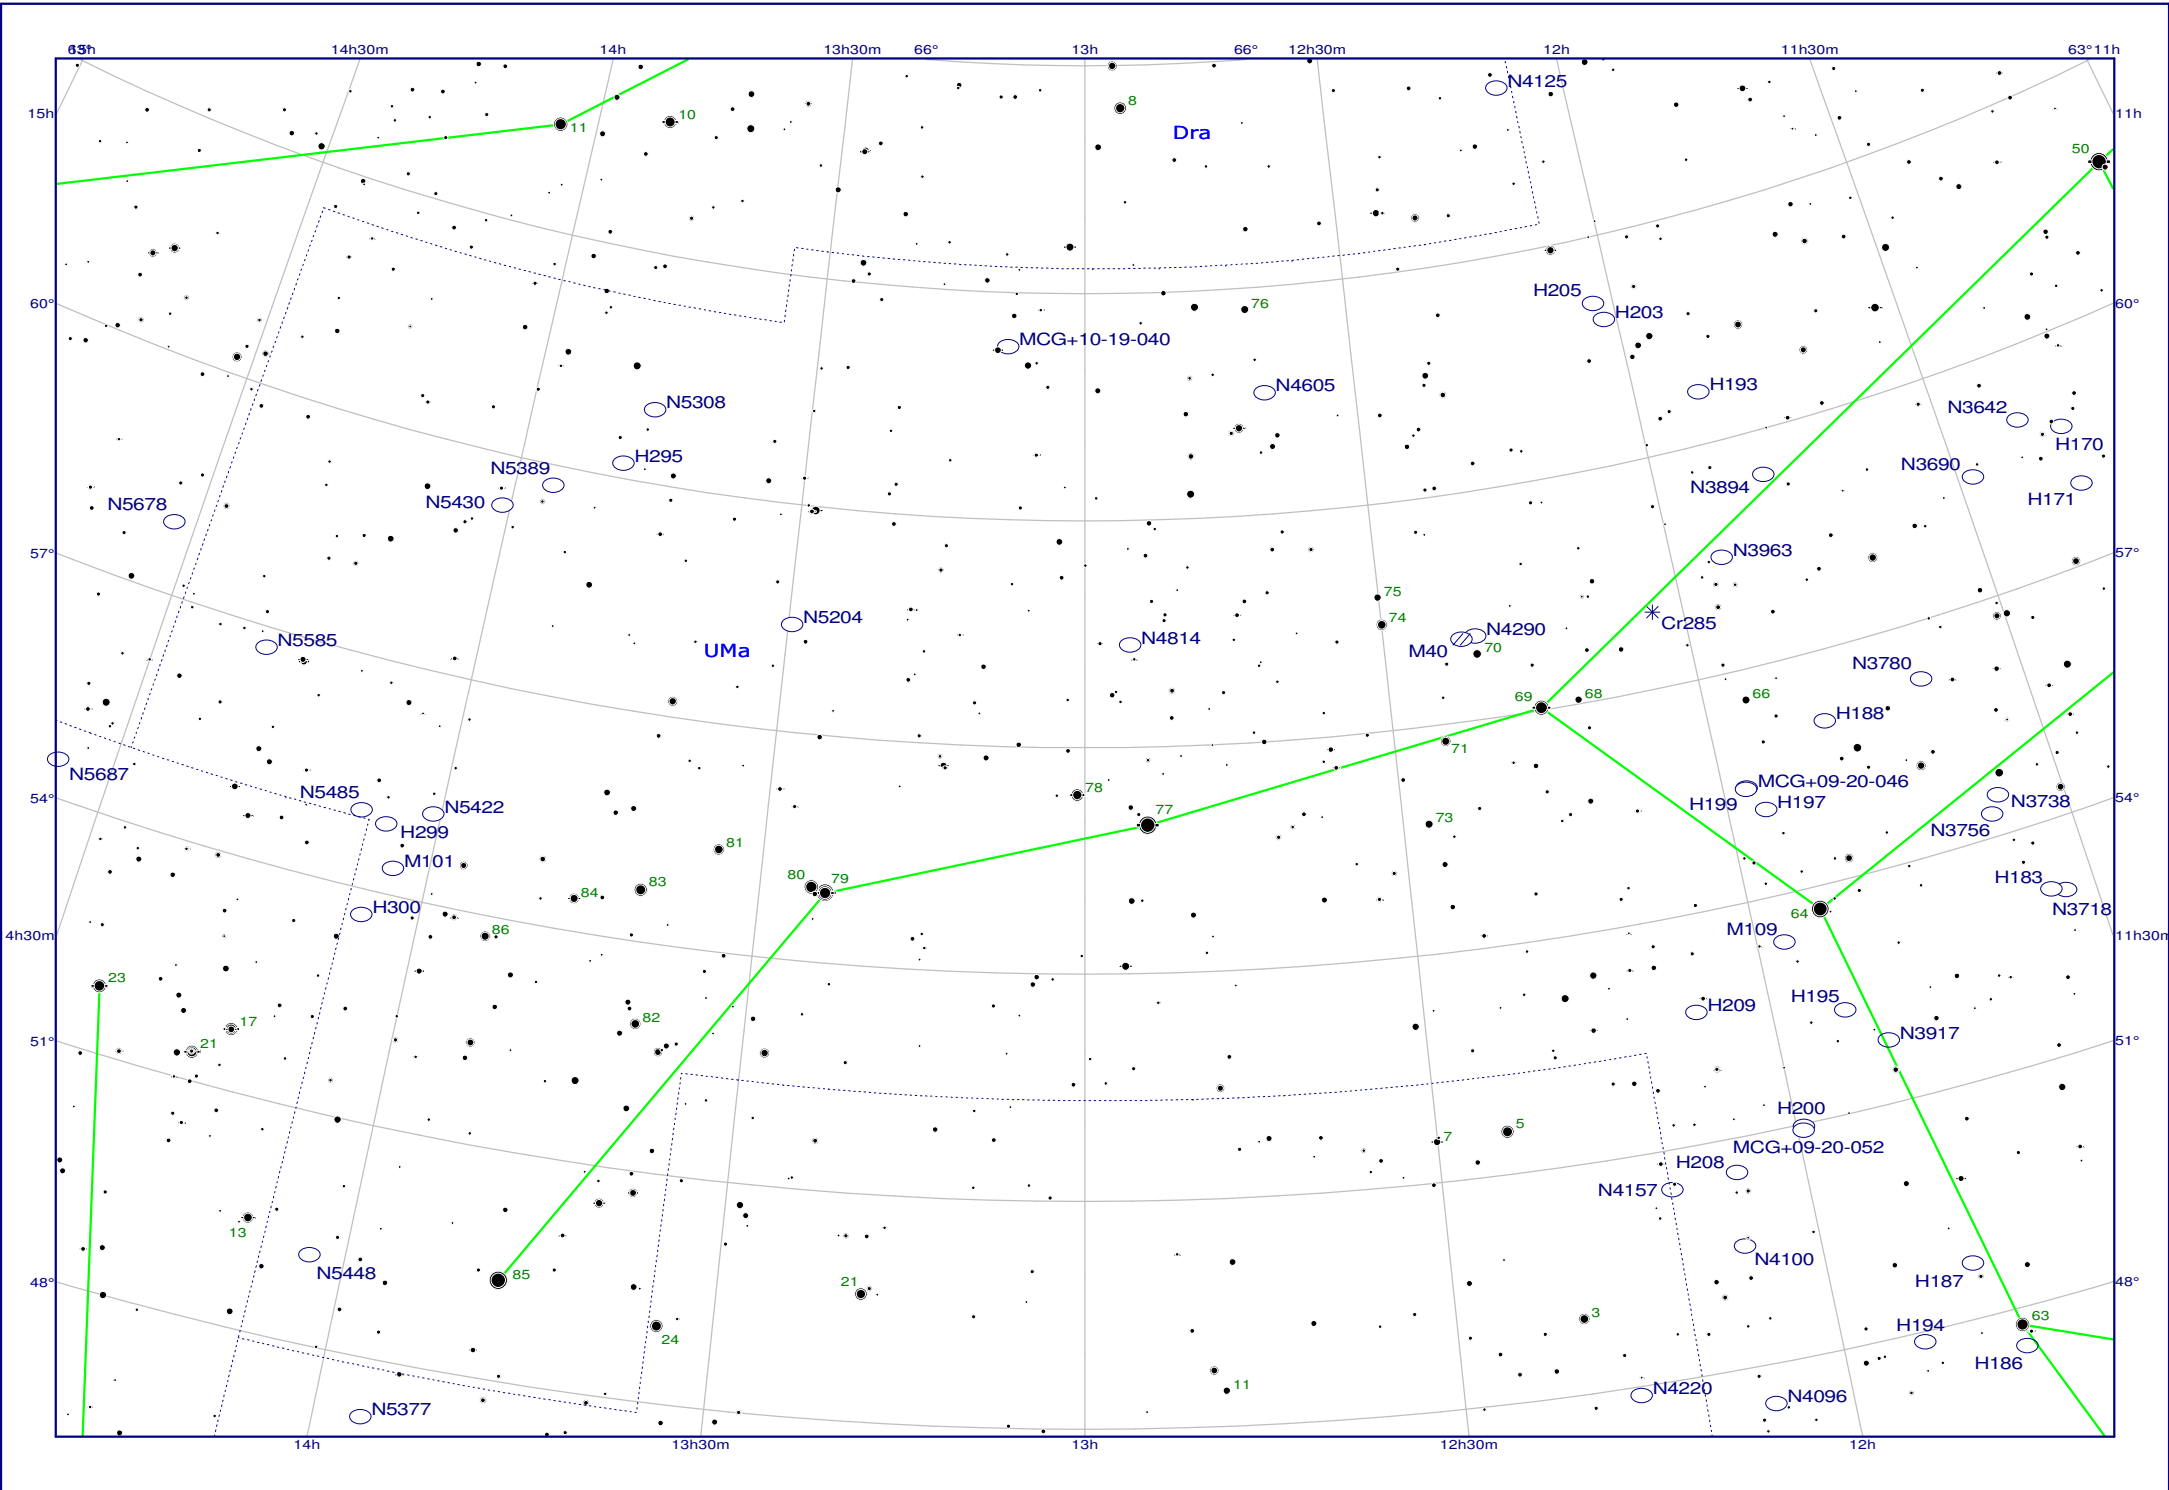 15h 14h30m 14h 13h30m 66° 13h 66° 12h30m 12h 11h30m 63° 11h
N4125
8
15h 11 10 11h
Dra
50
H205
60° 76 H203 60°
MCG+10-19-040
N4605 H193
N5308 N3642
H170
H295
N5389 N3690
N3894
N5678 N5430 H171
57° N3963 57°
75
N5204 74 Cr285
N5585 N4814 M40 N4290
UMa 70
N3780
69 68 66
H188
71
N5687
N5485 78 MCG+09-20-046
54° N5422 77 H199 H197 N3738 54°
H299 73 N3756
81
M101
80 79 H183
84 83
H300 64 N3718
4h30m 86 M109 11h30m
23
H209 H195
17 82
21 N3917
51° 51°
H200
5
7
MCG+09-20-052
H208
N4157
13
N4100
N5448 85 21 H187
48° 48°
3 63
24 H194
H186
11 N4220
N4096
N5377
14h 13h30m 13h 12h30m 12h